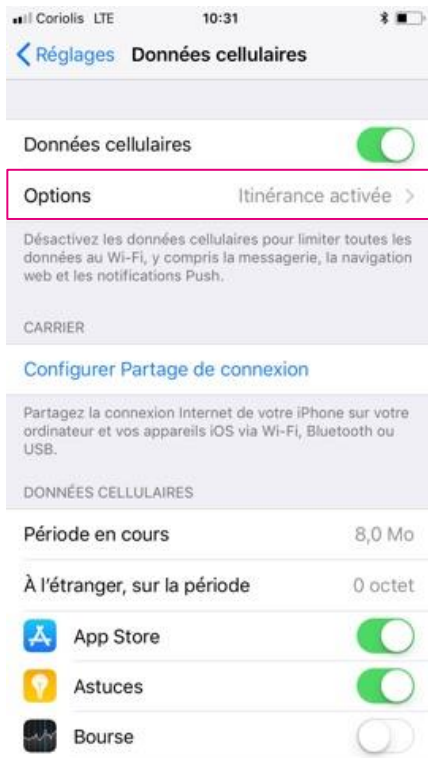 Coriolis LTE 10:31
Réglages Données cellulaires
Données cellulaires
Options Itinérance activée
Désactivez les données cellulaires pour limiter toutes les
données au Wi-Fi, y compris la messagerie, la navigation
web et les notifications Push.
CARRIER
Configurer Partage de connexion
Partagez la connexion Internet de votre iPhone sur votre
ordinateur et vos appareils iOS via Wi-Fi, Bluetooth ou
USB.
DONNÉES CELLULAIRES
Période en cours 8,0 Mo
À l'étranger, sur la période 0 octet
App Store
Astuces
Bourse